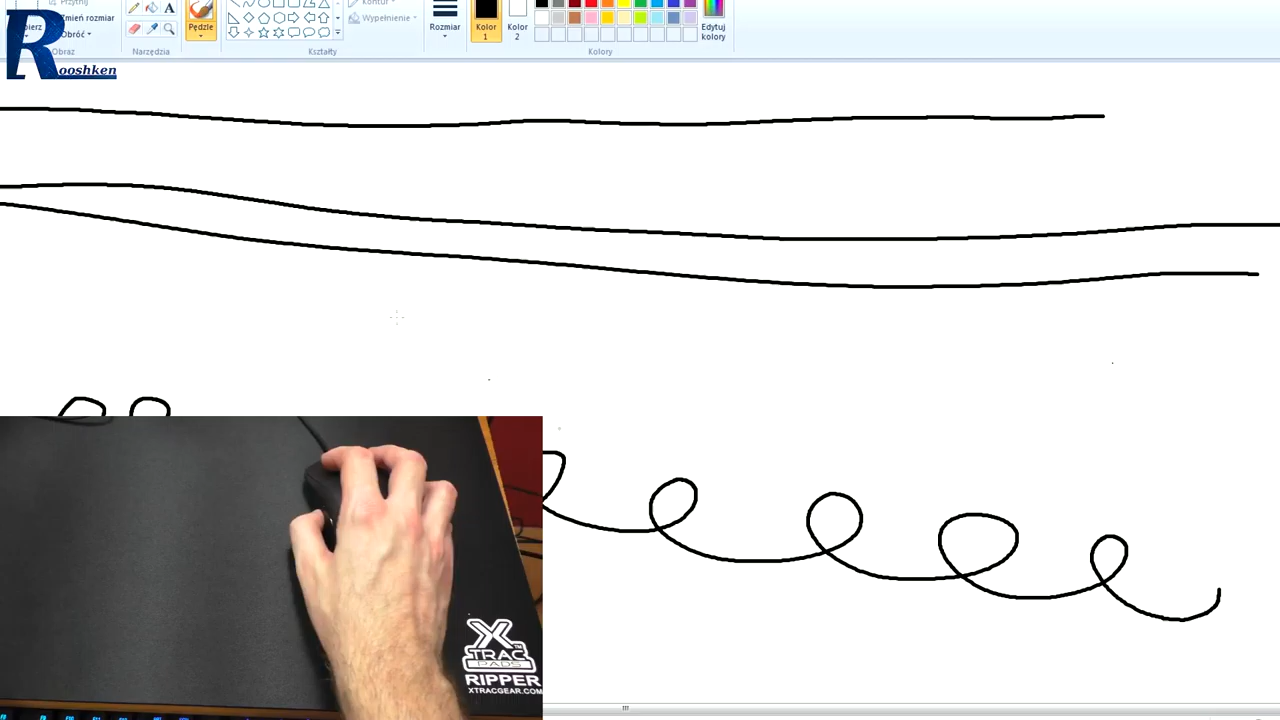 Przytnij
Kontur
Zmień rozmiar
Obróć
Wypełnienie
Pędzle
Rozmiar
Kolor
1
Kolor
2
Edytuj
kolory
Obraz
Narzędzia
Kształty
Kolory
Rooshken
XTRAC
PADS
RIPPER
XTRACGEAR.COM